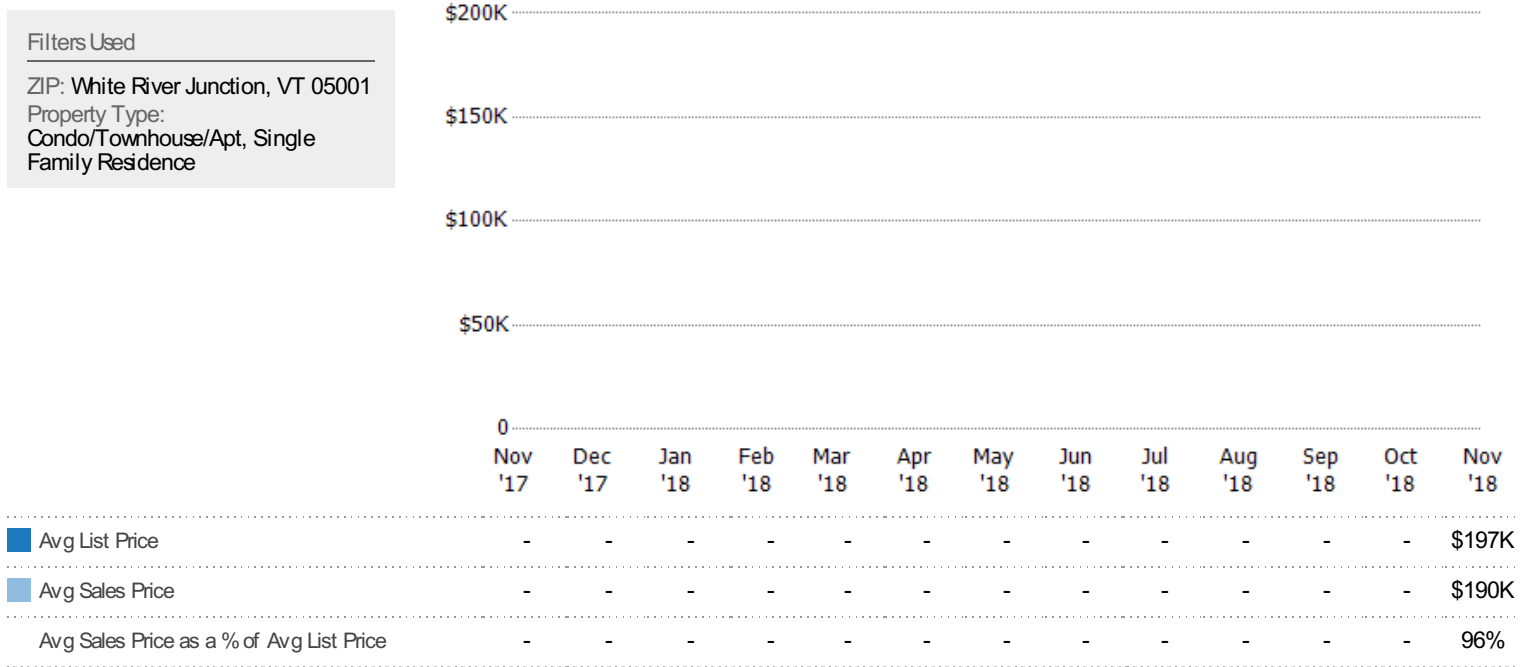 Filters Used
ZIP: White River Junction, VT 05001
Property Type:
Condo/Townhouse/Apt, Single
Family Residence
$200K
$150K
$100K
$50K
0
Nov Dec Jan Feb Mar Apr May Jun Jul Aug Sep Oct Nov
'17 '17 '18 '18 '18 '18 '18 '18 '18 '18 '18 '18 '18
Avg List Price - - - - - - - - - - - - $197K
Avg Sales Price - - - - - - - - - - - - $190K
Avg Sales Price as a % of Avg List Price - - - - - - - - - - - - 96%